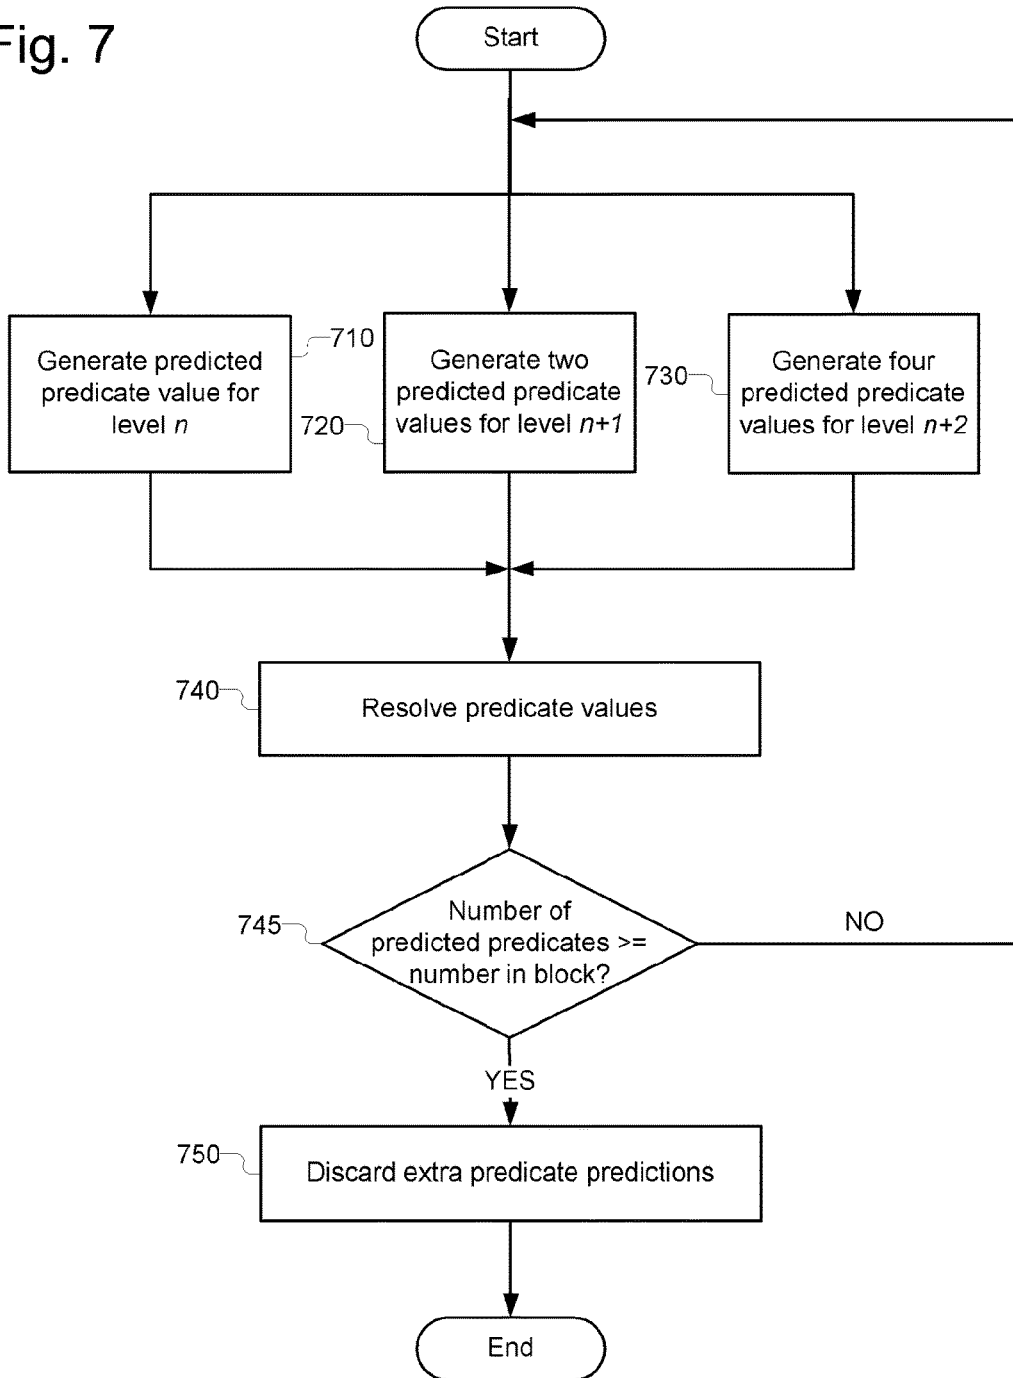 Fig. 7
Start
Generate predicted
predicate value for
level n
710
720
Generate two
predicted predicate
values for level n+1
730
Generate four
predicted predicate
values for level n+2
740
Resolve predicate values
745
Number of
predicted predicates >=
number in block?
NO
YES
750
Discard extra predicate predictions
End